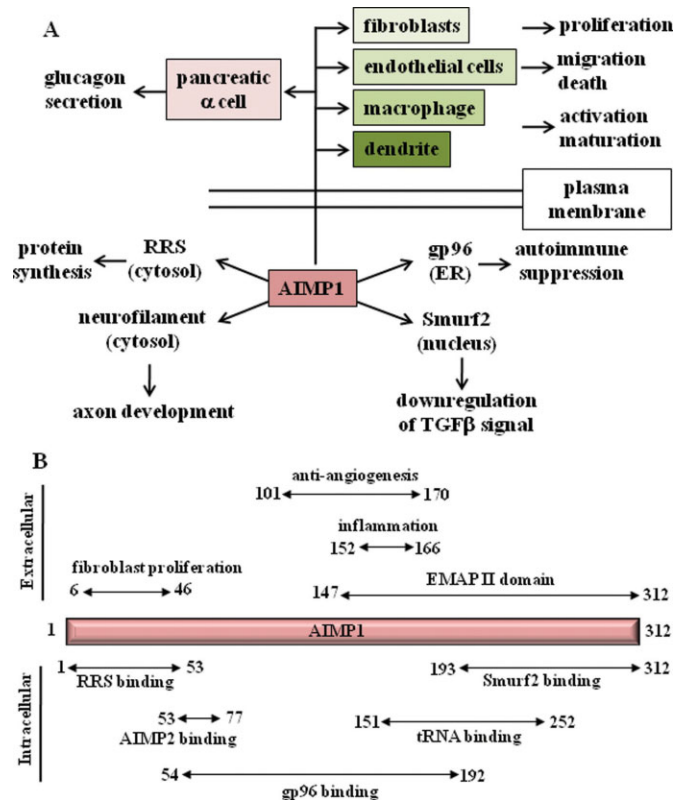 A
fibroblasts
proliferation
endothelial cells
migration
death
glucagon
secretion
pancreatic
α cell
macrophage
activation
maturation
dendrite
plasma
membrane
protein
synthesis
RRS
(cytosol)
gp96
(ER)
autoimmune
suppression
AIMP1
neurofilament
(cytosol)
Smurf2
(nucleus)
axon development
downregulation
of TGFβ signal
B
Extracellular
anti-angiogenesis
101 170
inflammation
152 166
fibroblast proliferation
6 46
147 EMAP II domain 312
1 AIMP1 312
Intracellular
1 53
RRS binding
193 312
Smurf2 binding
53 77
AIMP2 binding
151 252
tRNA binding
54 192
gp96 binding